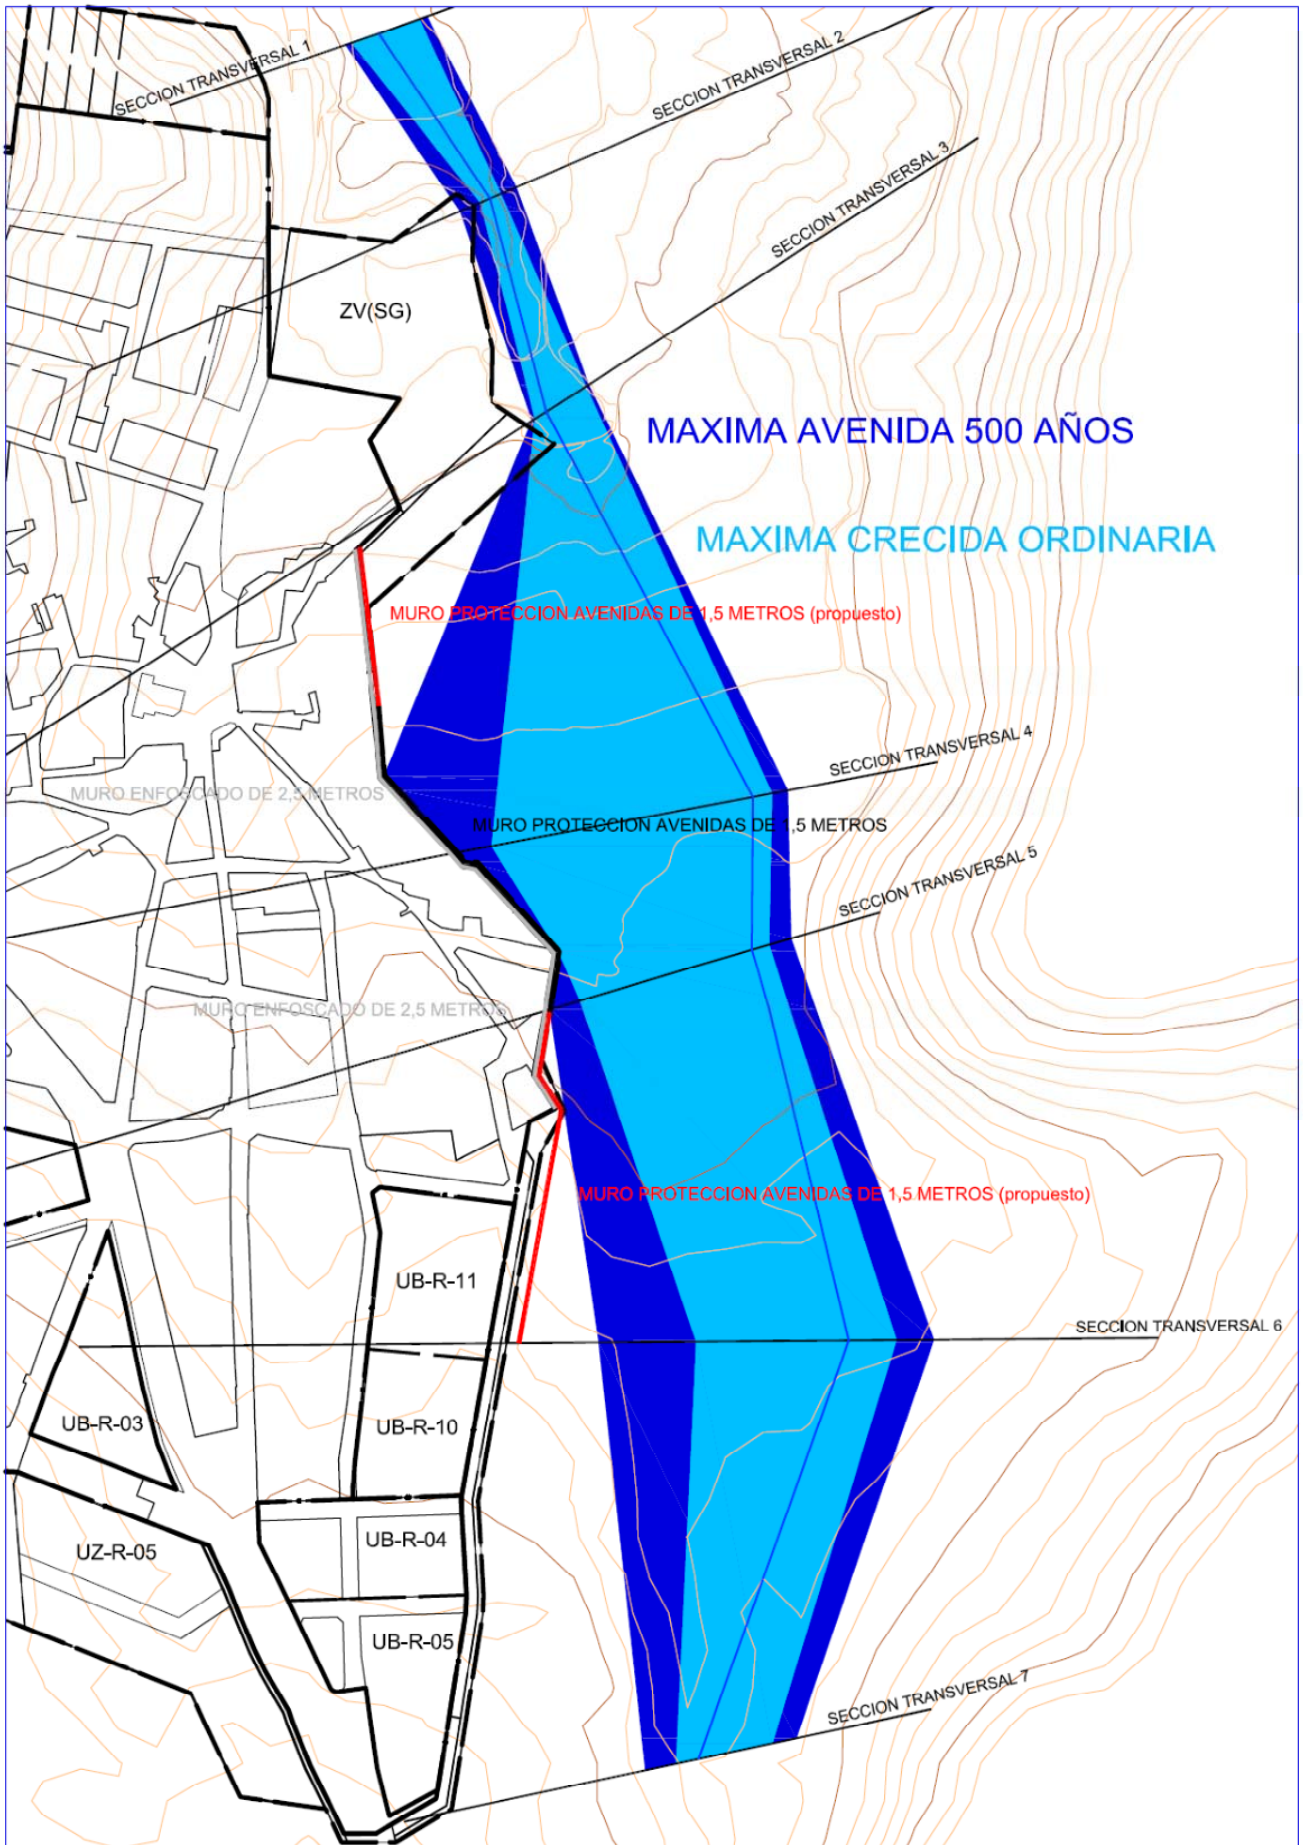 SECCION TRANSVERSAL 1
SECCION TRANSVERSAL 2
SECCION TRANSVERSAL 3
ZV(SG)
MAXIMA AVENIDA 500 AÑOS
MAXIMA CRECIDA ORDINARIA
MURO PROTECCION AVENIDAS DE 1,5 METROS (propuesto)
SECCION TRANSVERSAL 4
MURO ENFOSCADO DE 2,5 METROS
MURO PROTECCION AVENIDAS DE 1,5 METROS
SECCION TRANSVERSAL 5
MURO ENFOSCADO DE 2,5 METROS
MURO PROTECCION AVENIDAS DE 1,5 METROS (propuesto)
UB-R-11
SECCION TRANSVERSAL 6
UB-R-03
UB-R-10
UB-R-04
UZ-R-05
UB-R-05
SECCION TRANSVERSAL 7